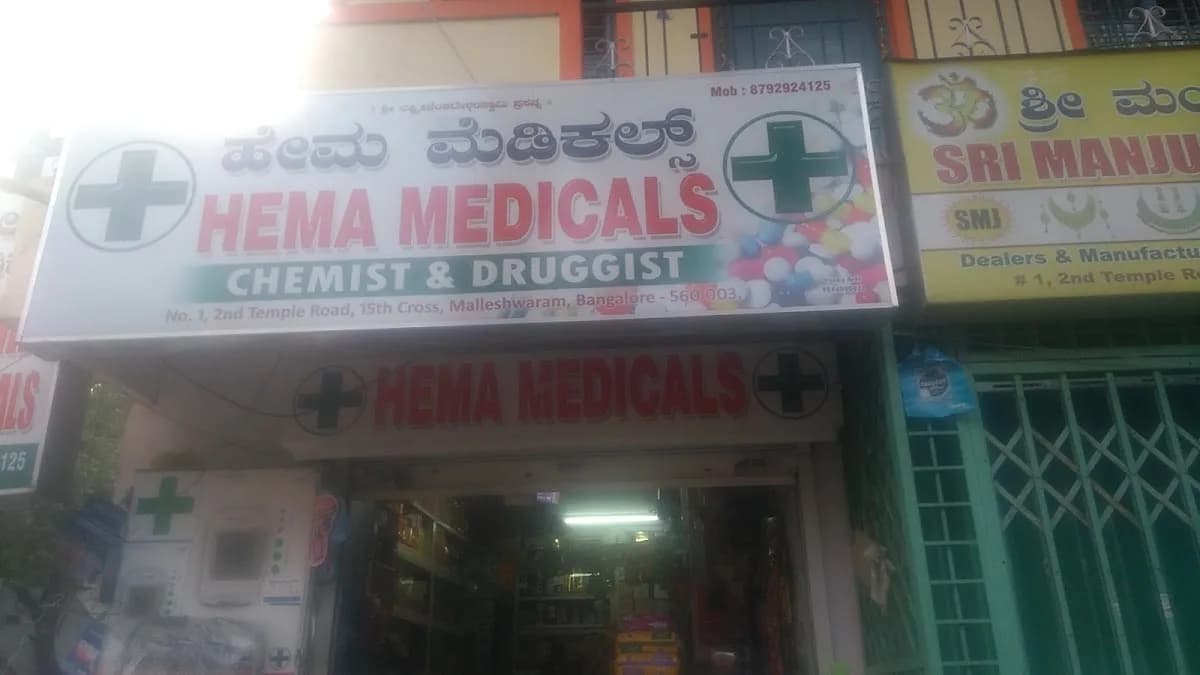 Mob : 8792924125
ಹೇಮ ಮೆಡಿಕಲ್ಸ್
HEMA MEDICALS
CHEMIST & DRUGGIST
No. 1, 2nd Temple Road, 15th Cross, Malleshwaram, Bangalore - 560 003.
HEMA MEDICALS
ALS
125
ಶ್ರೀ ಮಂ
SRI MANJU
SMJ
Dealers & Manufactu
# 1, 2nd Temple Ro